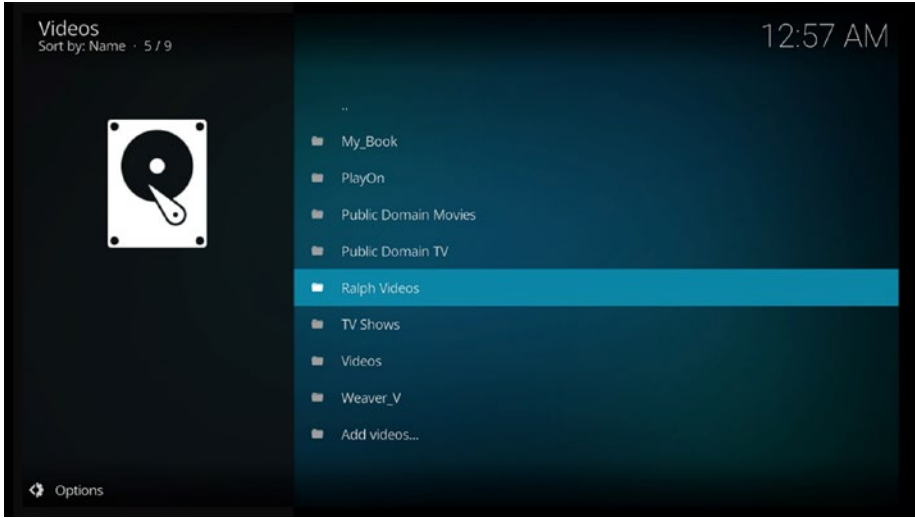 Videos
Sort by: Name · 5 / 9
12:57 AM
..
My_Book
PlayOn
Public Domain Movies
Public Domain TV
Ralph Videos
TV Shows
Videos
Weaver_V
Add videos...
Options